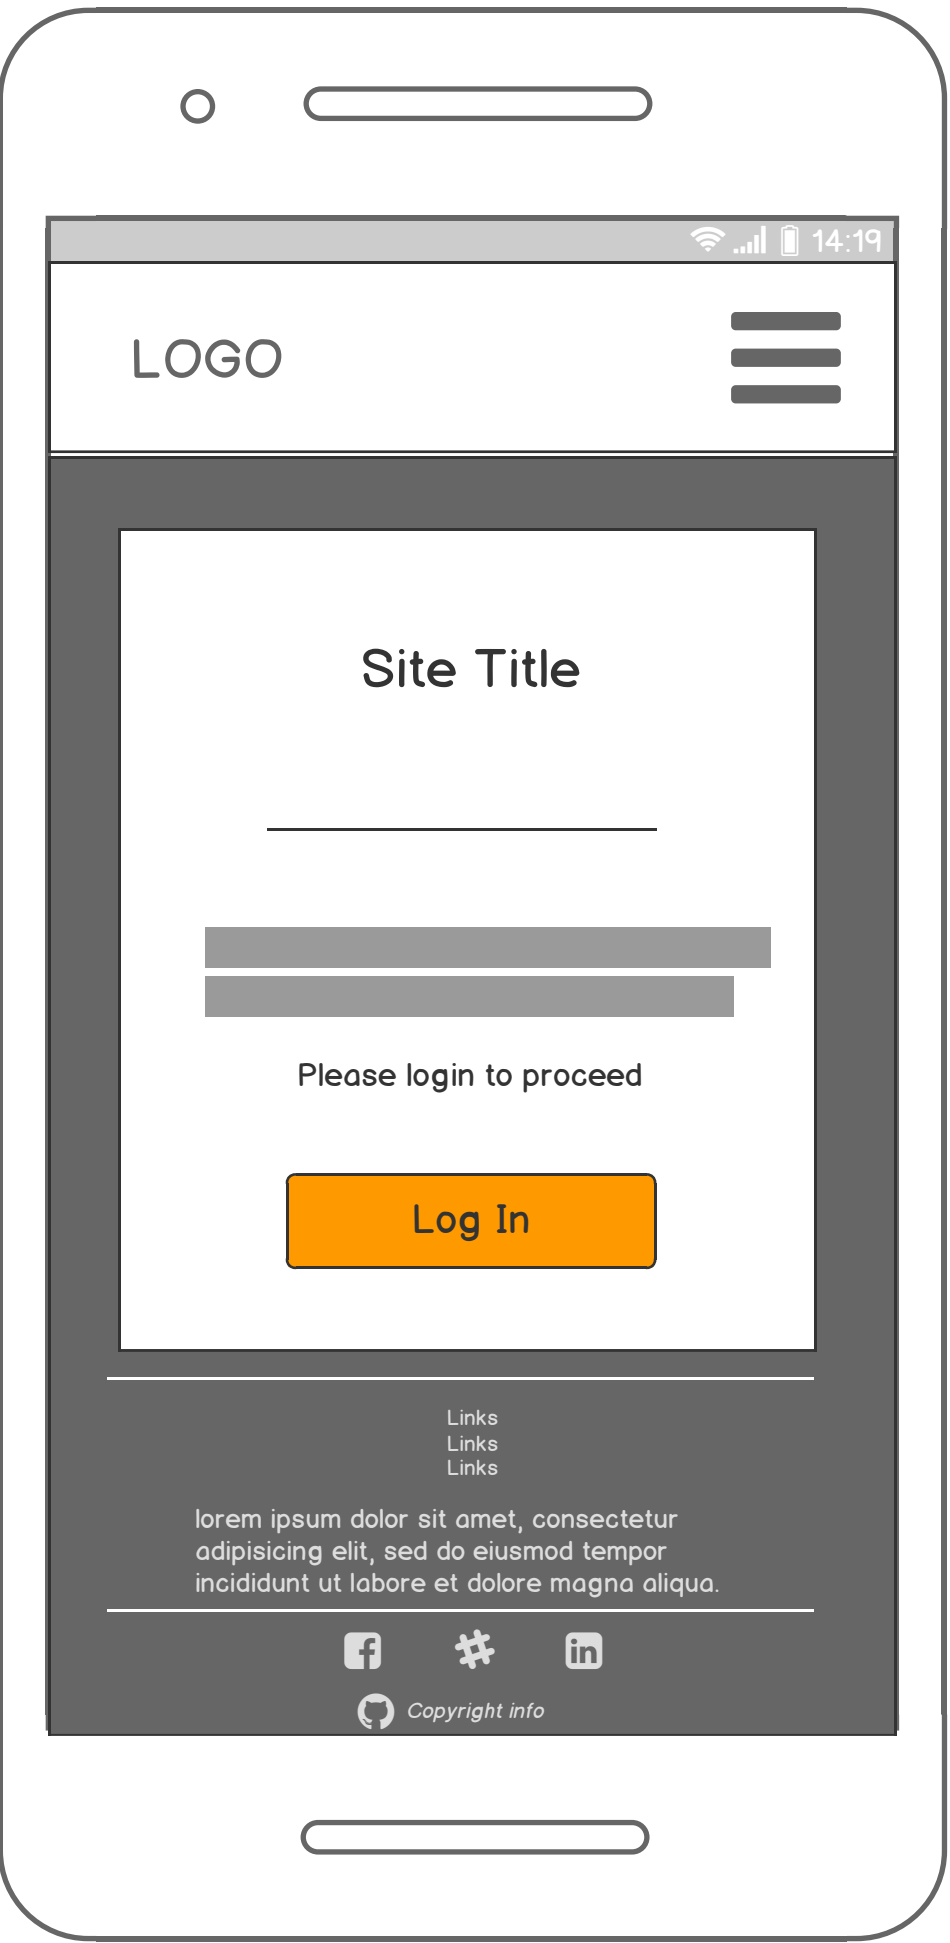 14:19
LOGO
Site Title
Please login to proceed
Log In
Links
Links
Links
lorem ipsum dolor sit amet, consectetur
adipisicing elit, sed do eiusmod tempor
incididunt ut labore et dolore magna aliqua.
f
in
Copyright info